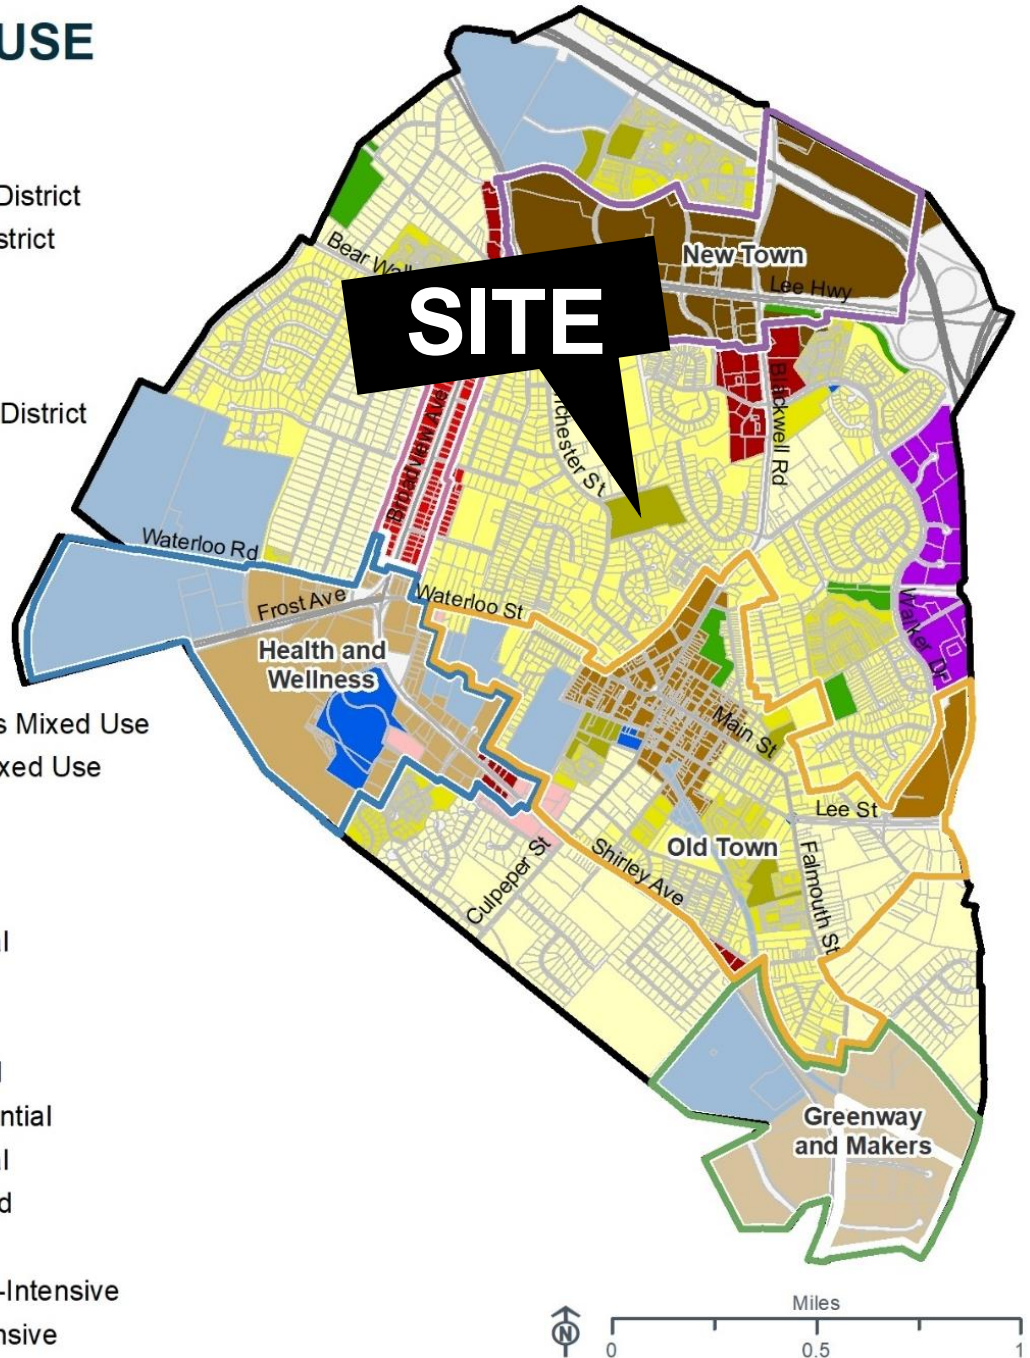 USE
District
strict
District
s Mixed Use
xed Use
al
ntial
al
d
-Intensive
nsive
New Town
Lee Hwy
Bear Wall
SITE
Blackwell Rd
chester St
Broadview Ave
Waterloo Rd
Waterloo St
Frost Ave
Health and
Wellness
Walker Dr
Main St
Lee St
Old Town
Shirley Ave
Culpeper St
Falmouth St
Greenway
and Makers
Miles
N
0 0.5 1